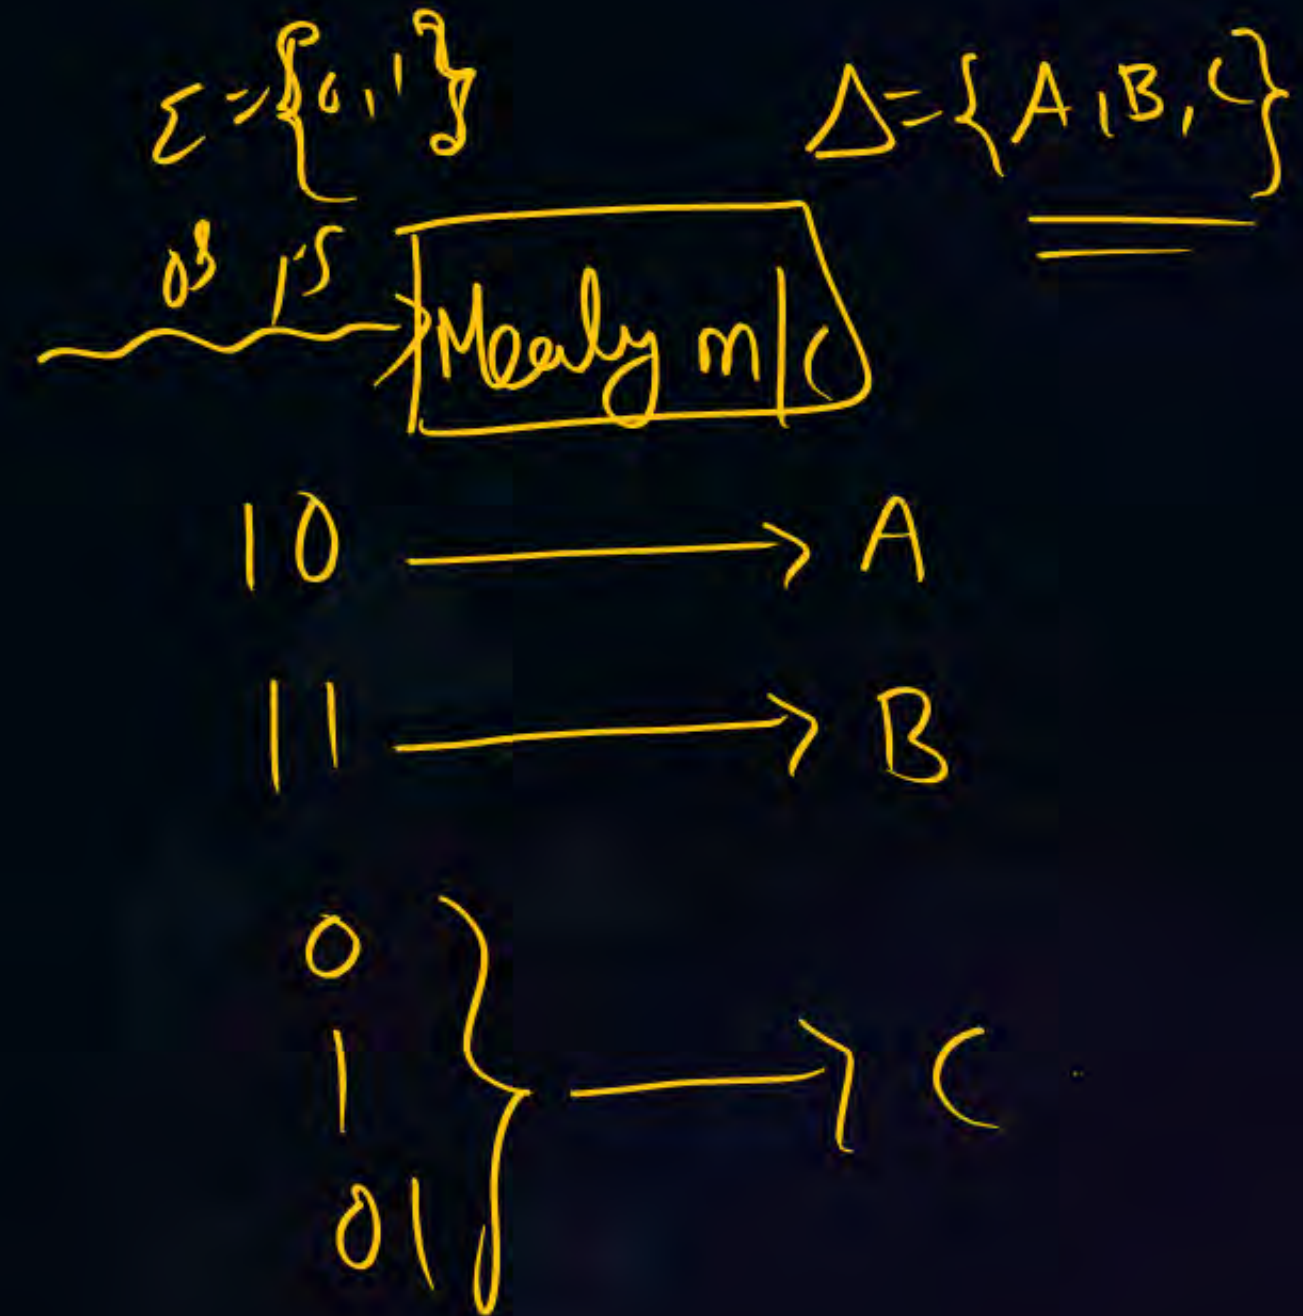 Σ = {0, 1} Δ = {A, B, C}
0's 1's
Mealy m/c
10 → A
11 → B
0
1 → C
01